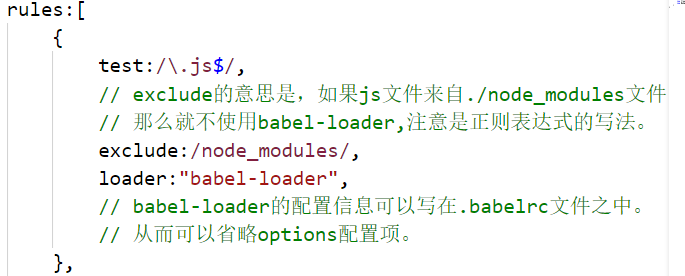 rules:[
{
test:/\.js$/,
// exclude的意思是，如果js文件来自./node_modules文件
// 那么就不使用babel-loader,注意是正则表达式的写法。
exclude:/node_modules/,
loader:"babel-loader",
// babel-loader的配置信息可以写在.babelrc文件之中。
// 从而可以省略options配置项。
},